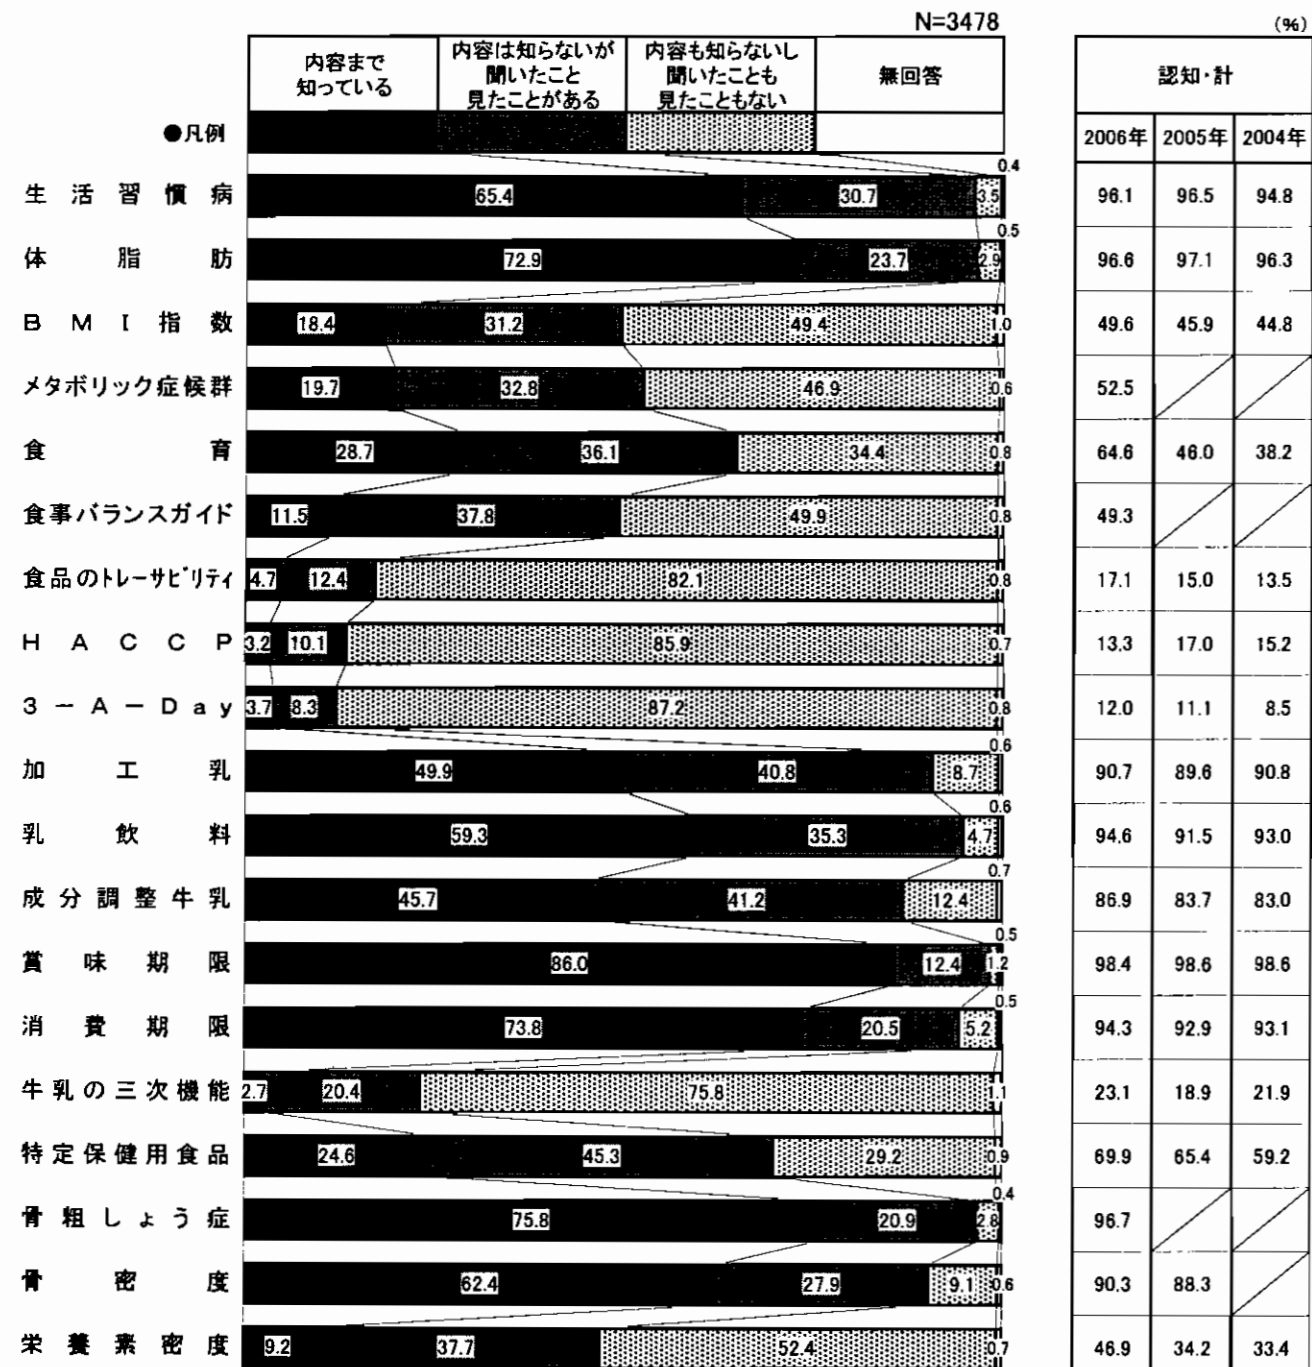 N=3478
(%)
内容まで
知っている
内容は知らないが
聞いたこと
見たことがある
内容も知らないし
聞いたことも
見たこともない
無回答
認知・計
●凡例
2006年 2005年 2004年
0.4
生活習慣病 65.4 30.7 3.5 96.1 96.5 94.8
0.5
体脂肪 72.9 23.7 2.9 96.6 97.1 96.3
BMI指数 18.4 31.2 49.4 1.0 49.6 45.9 44.8
メタボリック症候群 19.7 32.8 46.9 0.6 52.5
食育 28.7 36.1 34.4 0.8 64.6 46.0 38.2
食事バランスガイド 11.5 37.8 49.9 0.8 49.3
食品のトレーサビリティ 4.7 12.4 82.1 0.8 17.1 15.0 13.5
HACCP 3.2 10.1 85.9 0.7 13.3 17.0 15.2
3-A-Day 3.7 8.3 87.2 0.8 12.0 11.1 8.5
0.6
加工乳 49.9 40.8 8.7 90.7 89.6 90.8
0.6
乳飲料 59.3 35.3 4.7 94.6 91.5 93.0
0.7
成分調整牛乳 45.7 41.2 12.4 86.9 83.7 83.0
0.5
賞味期限 86.0 12.4 1.2 98.4 98.6 98.6
0.5
消費期限 73.8 20.5 5.2 94.3 92.9 93.1
牛乳の三次機能 2.7 20.4 75.8 1.1 23.1 18.9 21.9
特定保健用食品 24.6 45.3 29.2 0.9 69.9 65.4 59.2
0.4
骨粗しょう症 75.8 20.9 2.8 96.7
骨密度 62.4 27.9 9.1 0.6 90.3 88.3
栄養素密度 9.2 37.7 52.4 0.7 46.9 34.2 33.4